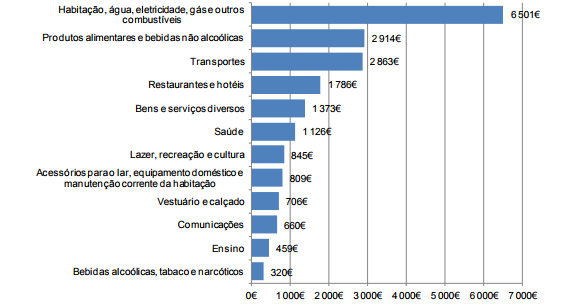 Habitação, água, eletricidade, gás e outros
combustíveis
6 501€
Produtos alimentares e bebidas não alcoólicas
2 914€
Transportes
2 863€
Restaurantes e hotéis
1 786€
Bens e serviços diversos
1 373€
Saúde
1 126€
Lazer, recreação e cultura
845€
Acessórios para o lar, equipamento doméstico e
manutenção corrente da habitação
809€
Vestuário e calçado
706€
Comunicações
660€
Ensino
459€
Bebidas alcoólicas, tabaco e narcóticos
320€
0€ 1 000€ 2 000€ 3 000€ 4 000€ 5 000€ 6 000€ 7 000€